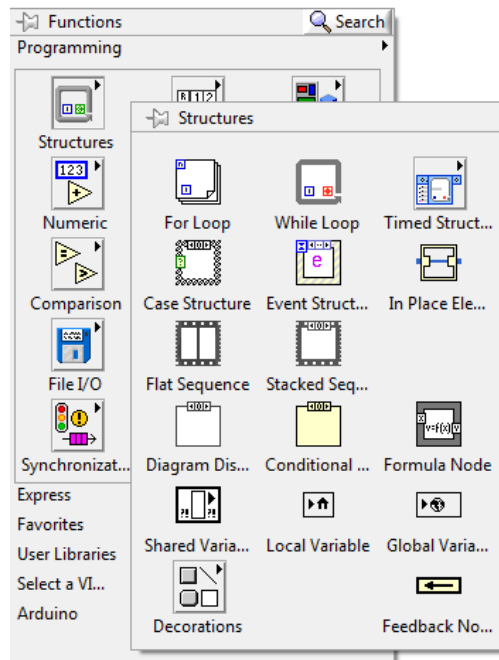 Functions
Search
Programming
Structures
Structures
Numeric
For Loop
While Loop
Timed Struct...
Comparison
Case Structure
Event Struct...
In Place Ele...
File I/O
Flat Sequence
Stacked Seq...
Synchronizat...
Diagram Dis...
Conditional ...
Formula Node
Express
Favorites
User Libraries
Select a VI...
Arduino
Shared Varia...
Local Variable
Global Varia...
Decorations
Feedback No...